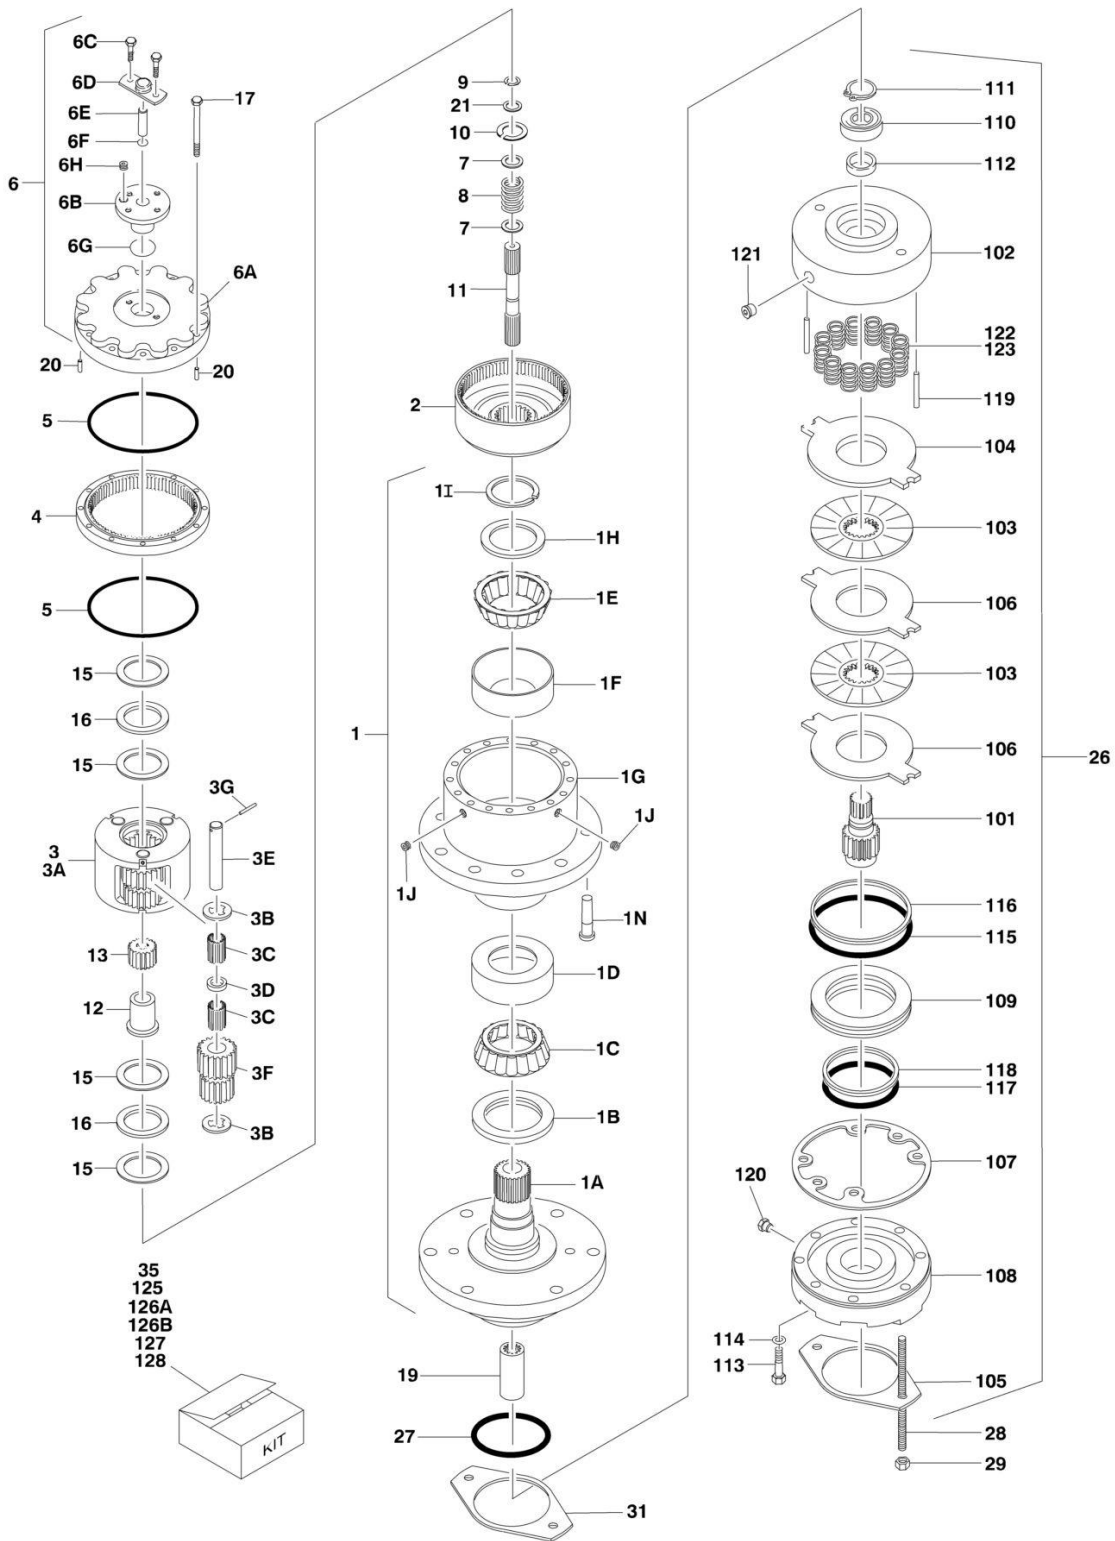 6C
6D
17
6E
6F
6H
6
6B
6G
6A
20
20
5
4
5
15
16
15
3G
3
3A
3E
3B
13
3C
3D
12
3C
15
3F
16
3B
15
35
125
126A
126B
127
128
KIT
9
21
10
7
8
7
11
2
1I
1H
1E
1F
1
1G
1J
1J
1N
1D
1C
1B
1A
19
27
31
111
110
112
121
102
122
123
119
104
103
106
103
106
26
101
116
115
109
118
117
107
120
108
114
113
105
28
29